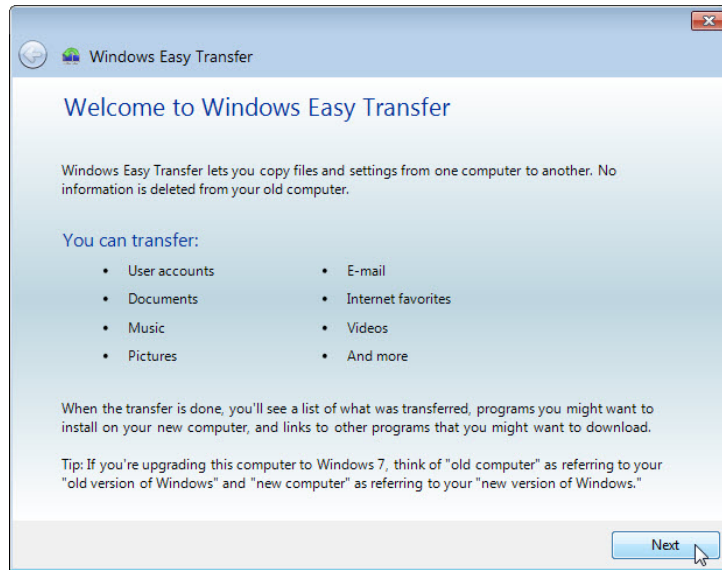 Windows Easy Transfer
Welcome to Windows Easy Transfer
Windows Easy Transfer lets you copy files and settings from one computer to another. No
information is deleted from your old computer.
You can transfer:
• User accounts
• Documents
• Music
• Pictures
• E-mail
• Internet favorites
• Videos
• And more
When the transfer is done, you'll see a list of what was transferred, programs you might want to
install on your new computer, and links to other programs that you might want to download.
Tip: If you're upgrading this computer to Windows 7, think of "old computer" as referring to your
"old version of Windows" and "new computer" as referring to your "new version of Windows."
Next